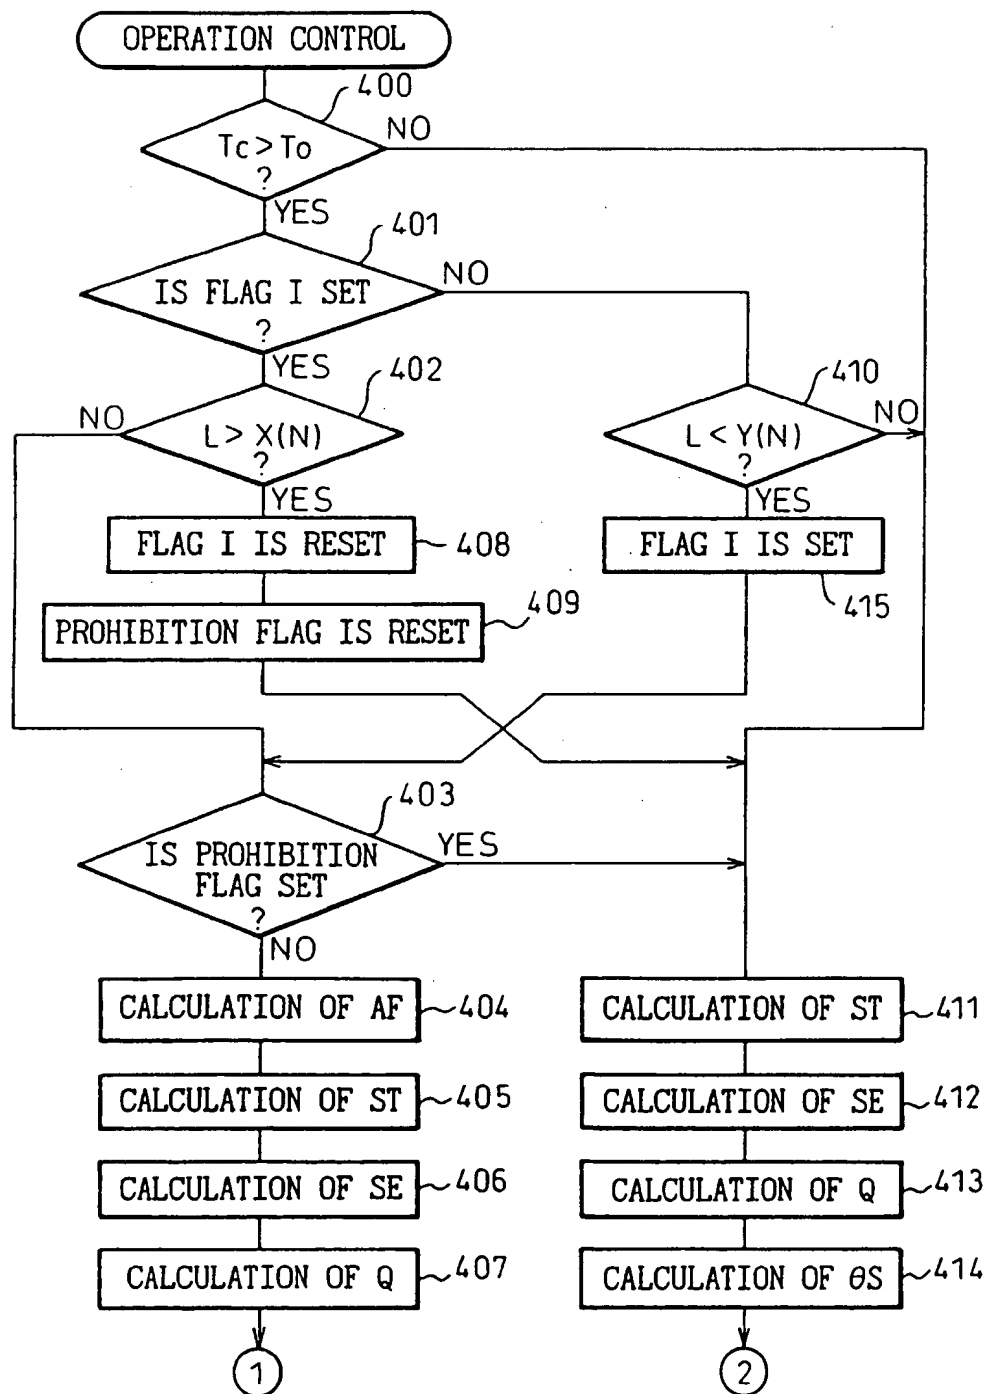 OPERATION CONTROL
400
Tc > To
?
NO
YES
401
IS FLAG I SET
?
NO
YES
402
NO
L > X(N)
?
YES
410
L < Y(N)
?
NO
YES
FLAG I IS RESET
408
FLAG I IS SET
415
PROHIBITION FLAG IS RESET
409
403
IS PROHIBITION
FLAG SET
?
YES
NO
CALCULATION OF AF
404
CALCULATION OF ST
411
CALCULATION OF ST
405
CALCULATION OF SE
412
CALCULATION OF SE
406
CALCULATION OF Q
413
CALCULATION OF Q
407
CALCULATION OF θS
414
1
2